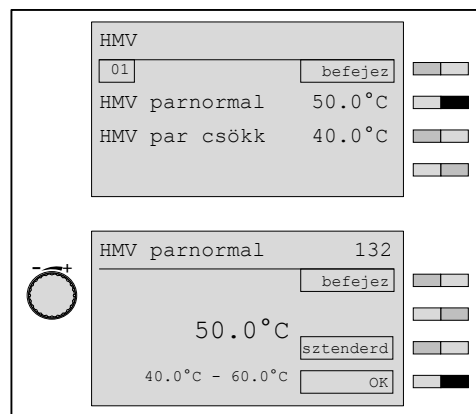 HMV
01 befejez
HMV parnormal 50.0°C
HMV par csökk 40.0°C
- +
HMV parnormal 132
befejez
50.0°C
sztenderd
40.0°C - 60.0°C OK